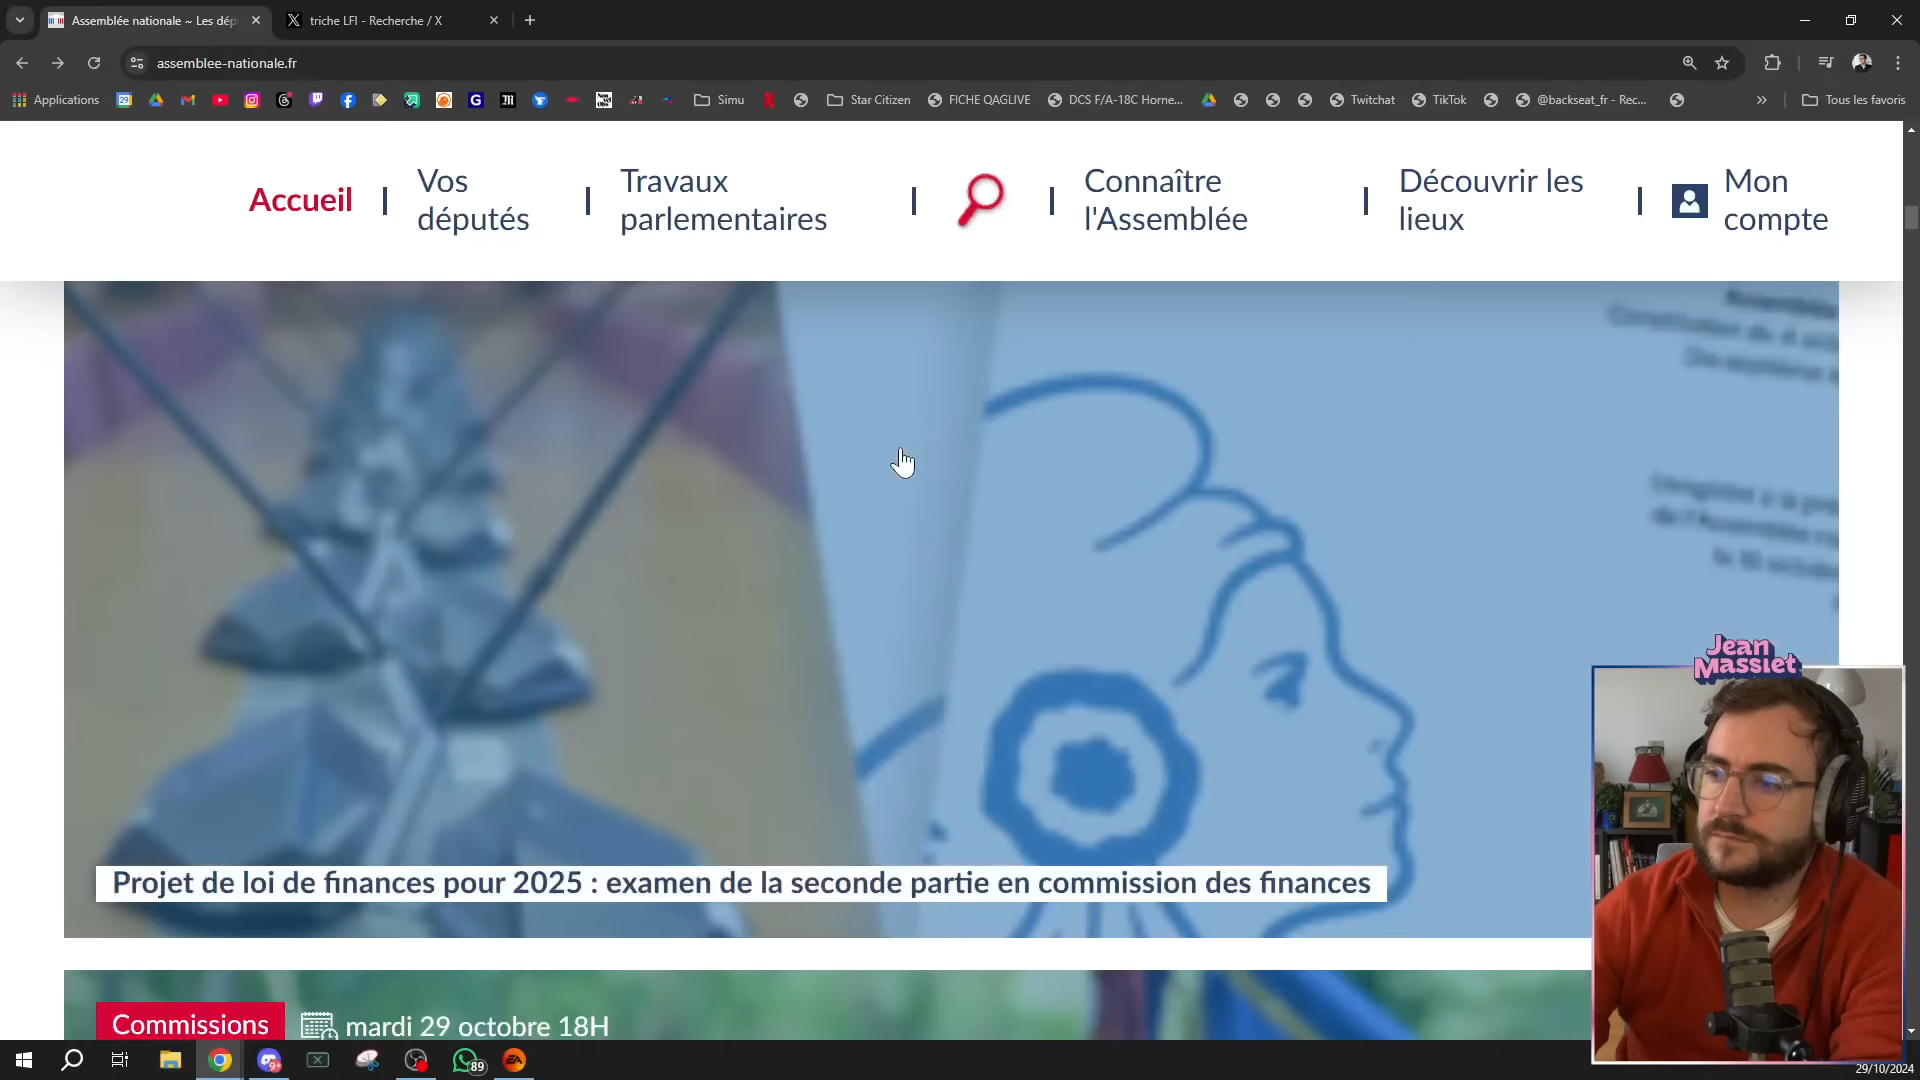 Assemblée nationale ~ Les dép
triche LFI - Recherche / X
assemblee-nationale.fr
Applications
Simu
Star Citizen
FICHE QAGLIVE
DCS F/A-18C Horne...
Twitchat
TikTok
@backseat_fr - Rec...
Tous les favoris
Accueil
Vos
députés
Travaux
parlementaires
Connaître
l'Assemblée
Découvrir les
lieux
Mon
compte
Projet de loi de finances pour 2025 : examen de la seconde partie en commission des finances
Jean
Massiet
Commissions
mardi 29 octobre 18H
89
29/10/2024